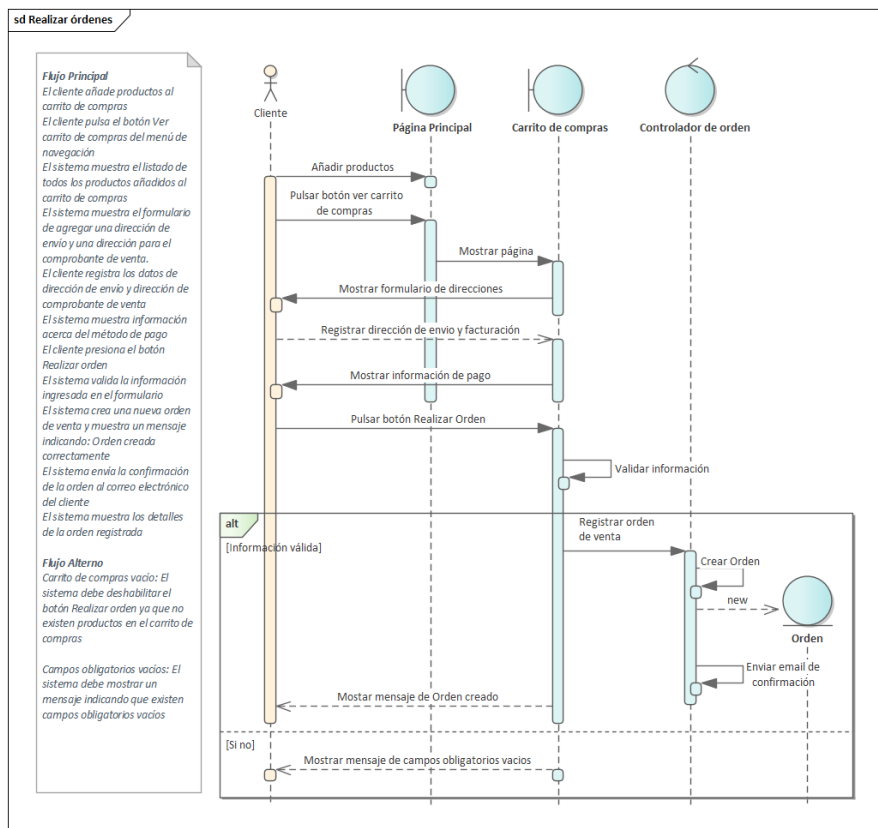 sd Realizar órdenes
Flujo Principal
El cliente añade productos al
carrito de compras
El cliente pulsa el botón Ver
carrito de compras del menú de
navegación
El sistema muestra el listado de
todos los productos añadidos al
carrito de compras
El sistema muestra el formulario
de agregar una dirección de
envío y una dirección para el
comprobante de venta.
El cliente registra los datos de
dirección de envío y dirección de
comprobante de venta
El sistema muestra información
acerca del método de pago
El cliente presiona el botón
Realizar orden
El sistema valida la información
ingresada en el formulario
El sistema crea una nueva orden
de venta y muestra un mensaje
indicando: Orden creada
correctamente
El sistema envía la confirmación
de la orden al correo electrónico
del cliente
El sistema muestra los detalles
de la orden registrada
Flujo Alterno
Carrito de compras vacío: El
sistema debe deshabilitar el
botón Realizar orden ya que no
existen productos en el carrito de
compras
Campos obligatorios vacíos: El
sistema debe mostrar un
mensaje indicando que existen
campos obligatorios vacíos
Cliente
Página Principal
Carrito de compras
Controlador de orden
Añadir productos
Pulsar botón ver carrito
de compras
Mostrar página
Mostrar formulario de direcciones
Registrar dirección de envio y facturación
Mostrar información de pago
Pulsar botón Realizar Orden
Validar información
alt
[Información válida]
Registrar orden
de venta
Crear Orden
new
Orden
Enviar email de
confirmación
Mostar mensaje de Orden creado
[Si no]
Mostrar mensaje de campos obligatorios vacios